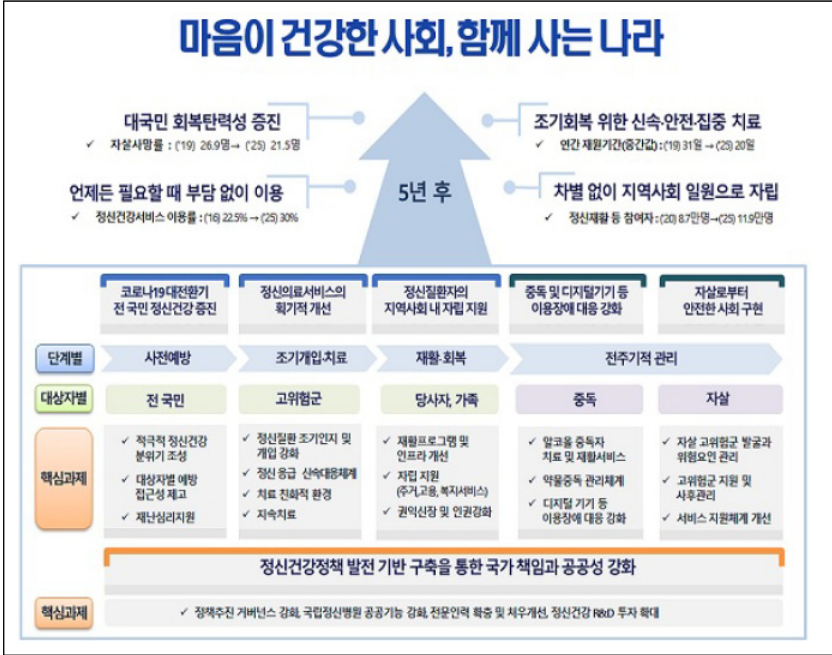 마음이 건강한 사회, 함께 사는 나라
대국민 회복탄력성 증진
✓ 자살사망률 : ('19) 26.9명→ ('25) 21.5명
조기회복 위한 신속·안전·집중 치료
✓ 연간 재원기간(중간값) : ('19) 31일 → ('25) 20일
언제든 필요할 때 부담 없이 이용
✓ 정신건강서비스 이용률 : ('16) 22.5% → ('25) 30%
5년 후
차별 없이 지역사회 일원으로 자립
✓ 정신재활 등 참여자 : ('20) 8.7만명→('25) 11.9만명
코로나19 대전환기
전 국민 정신건강 증진
정신의료서비스의
획기적 개선
정신질환자의
지역사회 내 자립 지원
중독 및 디지털기기 등
이용장애 대응 강화
자살로부터
안전한 사회 구현
단계별
사전예방
조기개입·치료
재활·회복
전주기적 관리
대상자별
전 국민
고위험군
당사자, 가족
중독
자살
핵심과제
✓ 적극적 정신건강
분위기 조성
✓ 대상자별 예방
접근성 제고
✓ 재난심리지원
✓ 정신질환 조기인지 및
개입 강화
✓ 정신 응급 신속대응체계
✓ 치료 친화적 환경
✓ 지속치료
✓ 재활프로그램 및
인프라 개선
✓ 자립 지원
(주거,고용, 복지서비스)
✓ 권익신장 및 인권강화
✓ 알코올 중독자
치료 및 재활서비스
✓ 약물중독 관리체계
✓ 디지털 기기 등
이용장애 대응 강화
✓ 자살 고위험군 발굴과
위험요인 관리
✓ 고위험군 지원 및
사후관리
✓ 서비스 지원체계 개선
정신건강정책 발전 기반 구축을 통한 국가 책임과 공공성 강화
핵심과제
✓ 정책추진 거버넌스 강화, 국립정신병원 공공기능 강화, 전문인력 확충 및 처우개선, 정신건강 R&D 투자 확대